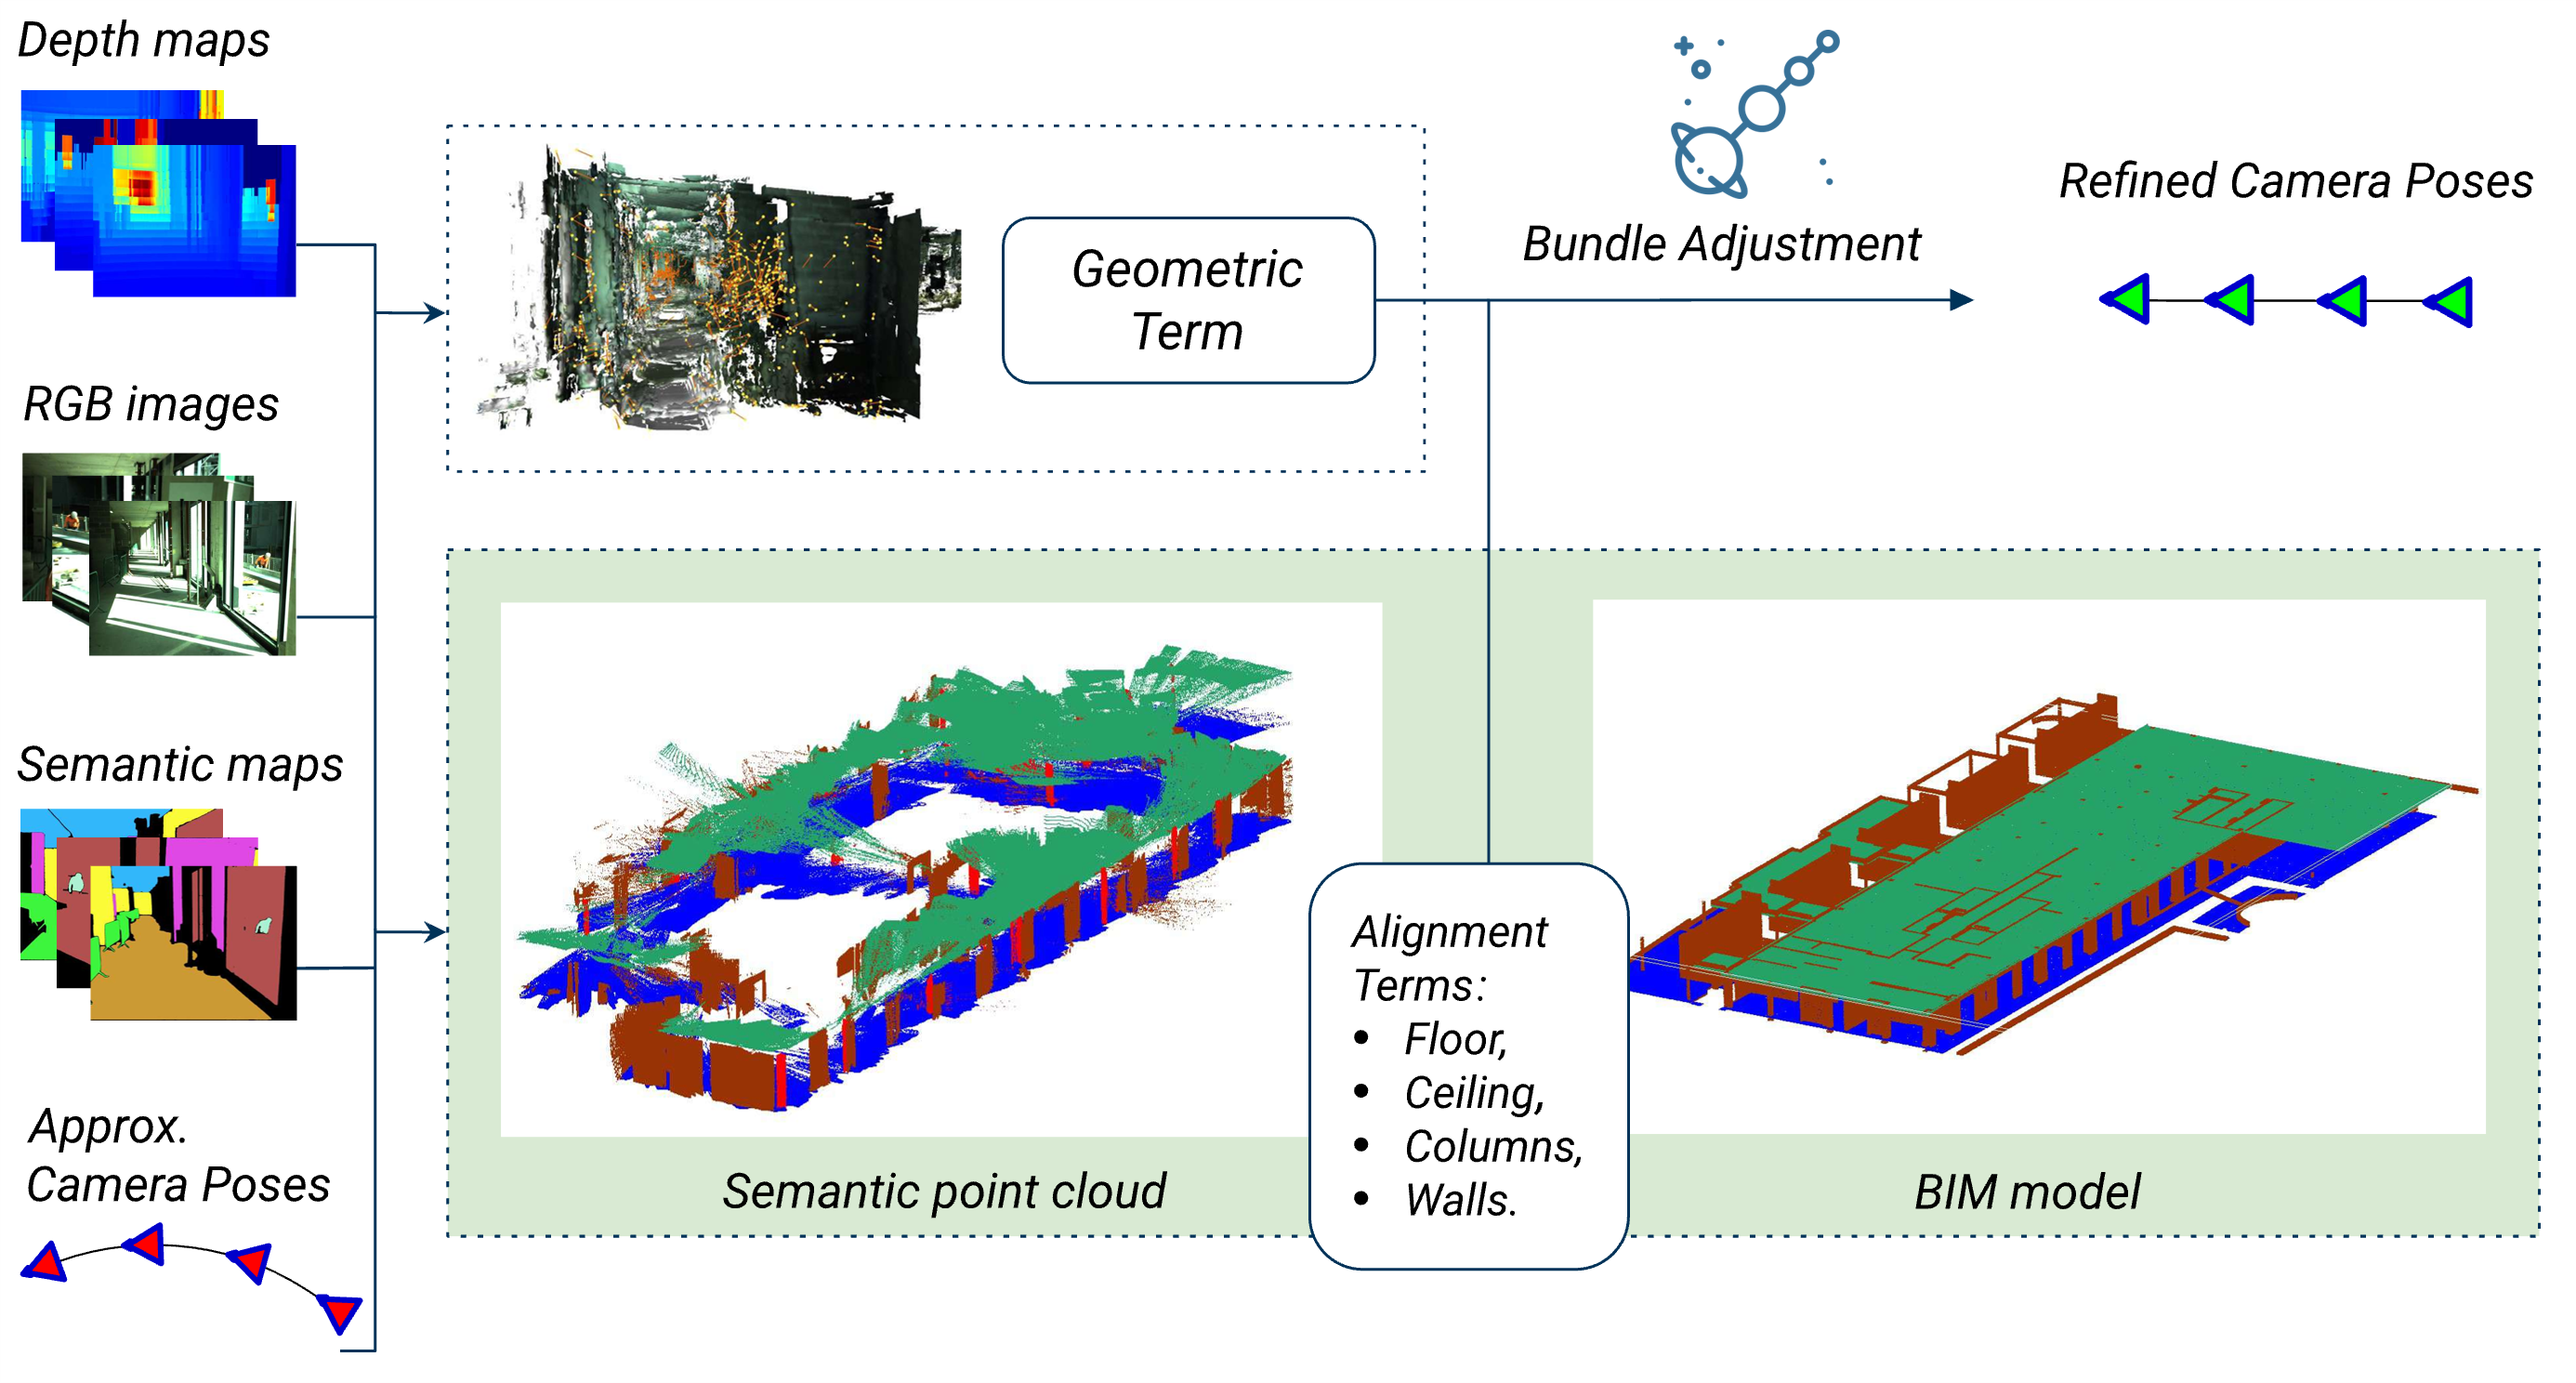 Depth maps
RGB images
Semantic maps
Approx.
Camera Poses
Geometric
Term
Bundle Adjustment
Refined Camera Poses
Semantic point cloud
Alignment
Terms:
• Floor,
• Ceiling,
• Columns,
• Walls.
BIM model